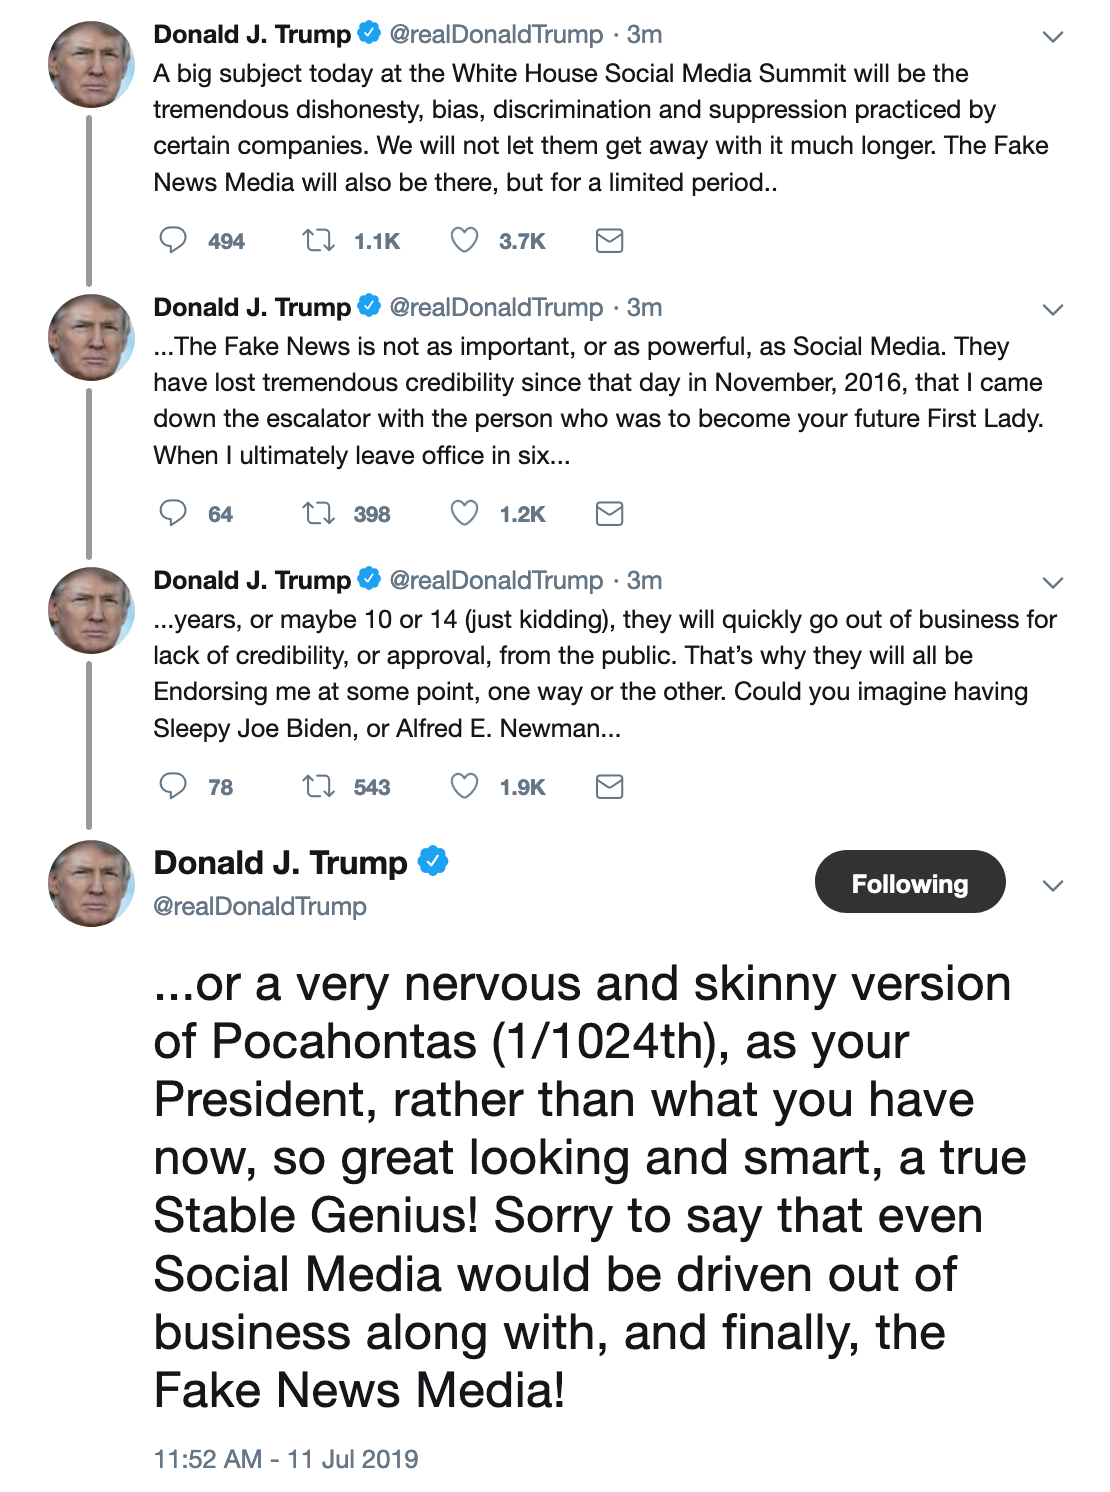 Donald J. Trump @realDonaldTrump · 3m
A big subject today at the White House Social Media Summit will be the
tremendous dishonesty, bias, discrimination and suppression practiced by
certain companies. We will not let them get away with it much longer. The Fake
News Media will also be there, but for a limited period..
494 1.1K 3.7K
Donald J. Trump @realDonaldTrump · 3m
...The Fake News is not as important, or as powerful, as Social Media. They
have lost tremendous credibility since that day in November, 2016, that I came
down the escalator with the person who was to become your future First Lady.
When I ultimately leave office in six...
64 398 1.2K
Donald J. Trump @realDonaldTrump · 3m
...years, or maybe 10 or 14 (just kidding), they will quickly go out of business for
lack of credibility, or approval, from the public. That’s why they will all be
Endorsing me at some point, one way or the other. Could you imagine having
Sleepy Joe Biden, or Alfred E. Newman...
78 543 1.9K
Donald J. Trump
@realDonaldTrump
Following
...or a very nervous and skinny version
of Pocahontas (1/1024th), as your
President, rather than what you have
now, so great looking and smart, a true
Stable Genius! Sorry to say that even
Social Media would be driven out of
business along with, and finally, the
Fake News Media!
11:52 AM - 11 Jul 2019